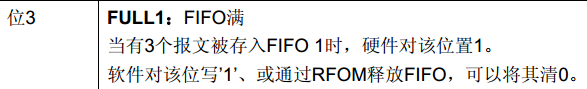 位3
FULL1：FIFO满
当有3个报文被存入FIFO 1时，硬件对该位置1。
软件对该位写’1’、或通过RFOM释放FIFO，可以将其清0。